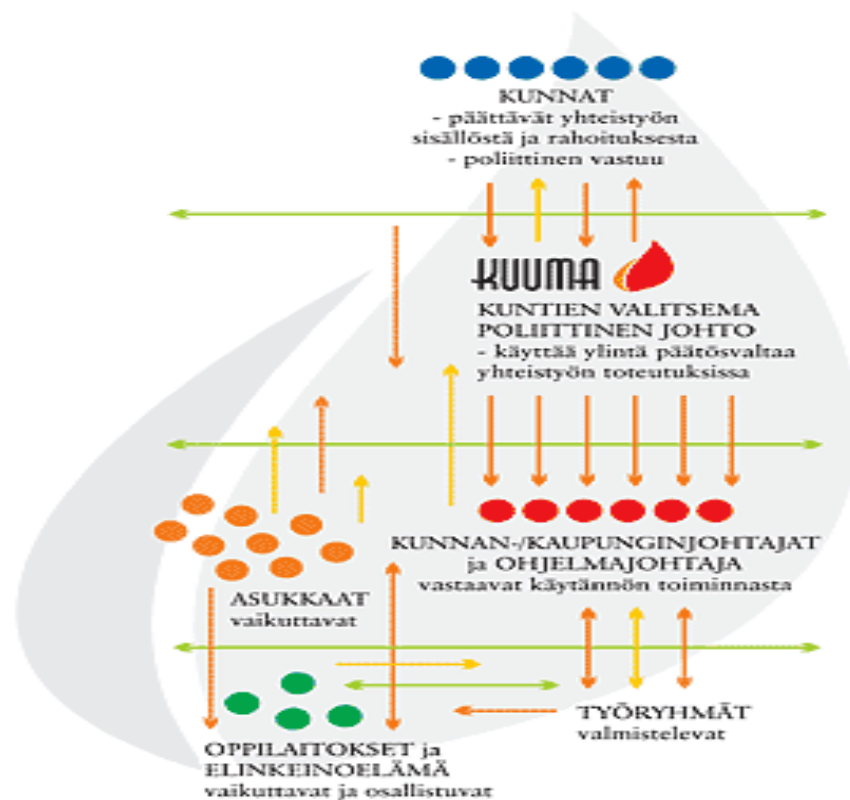 KUNNAT
- päättävät yhteistyön
sisällöstä ja rahoituksesta
- poliittinen vastuu
KUUMA
KUNTIEN VALITSEMA
POLIITTINEN JOHTO
- käyttää ylintä päätösvaltaa
yhteistyön toteutuksissa
KUNNAN-/KAUPUNGINJOHTAJAT
ja OHJELMAJOHTAJA
vastaavat käytännön toiminnasta
ASUKKAAT
vaikuttavat
TYÖRYHMÄT
valmistelevat
OPPILAITOKSET ja
ELINKEINOELÄMÄ
vaikuttavat ja osallistuvat